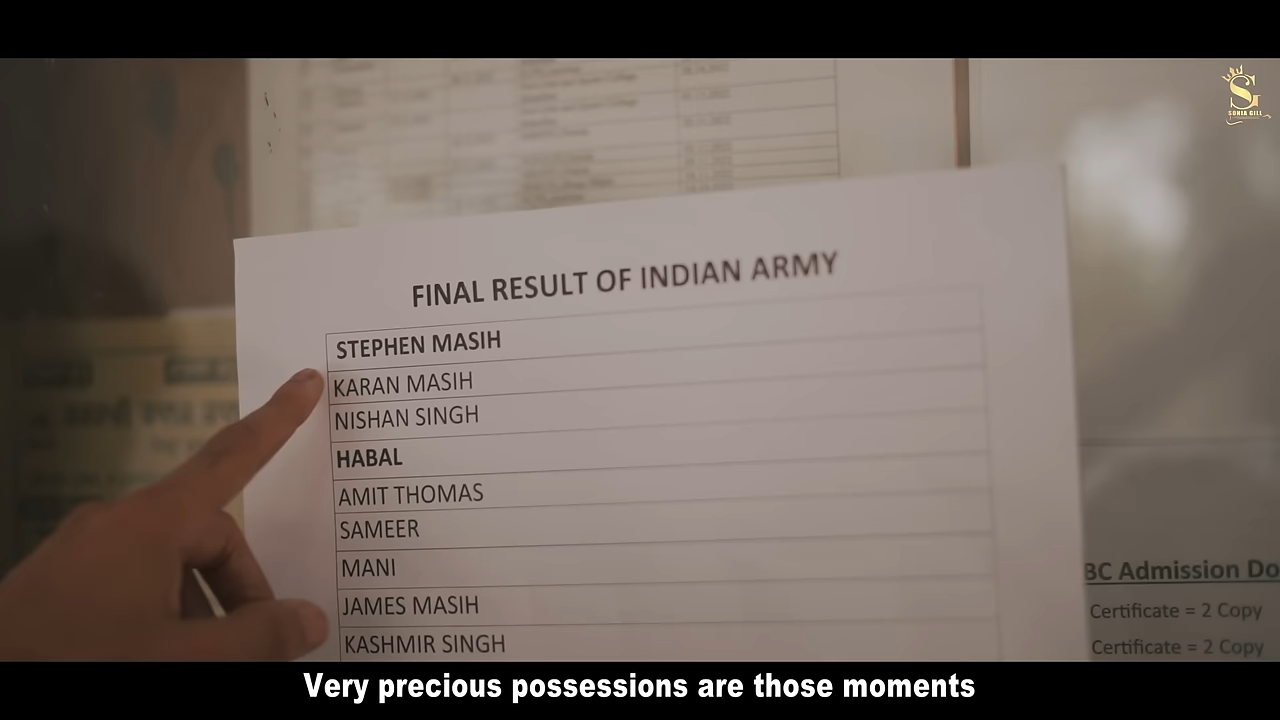 SONIA GILL
FINAL RESULT OF INDIAN ARMY
STEPHEN MASIH
KARAN MASIH
NISHAN SINGH
HABAL
AMIT THOMAS
SAMEER
MANI
JAMES MASIH
KASHMIR SINGH
BC Admission Do
Certificate = 2 Copy
Certificate = 2 Copy
Very precious possessions are those moments